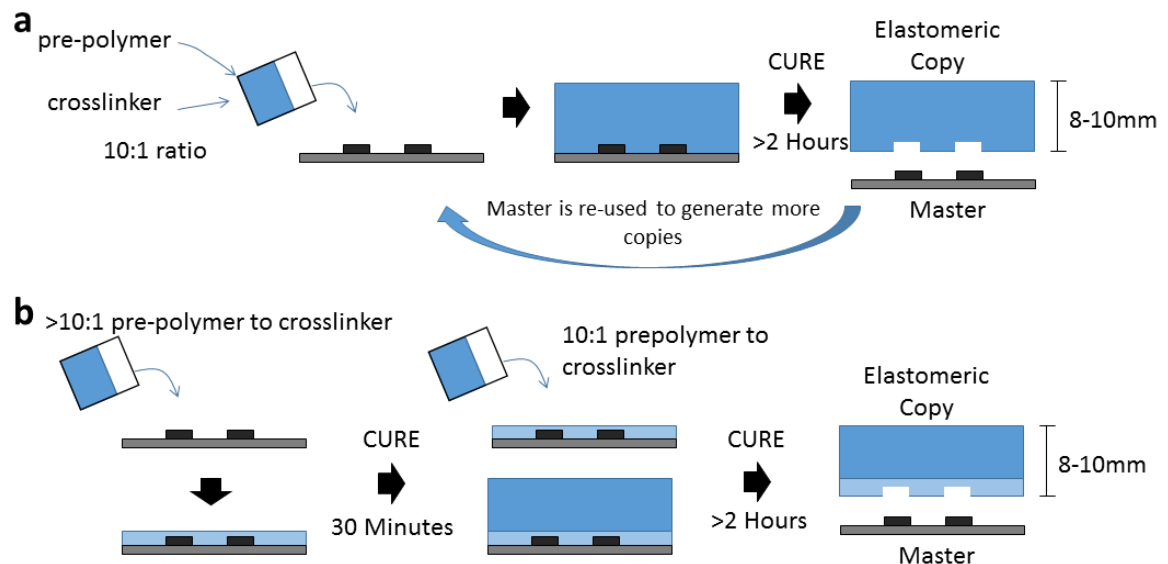 a
pre-polymer
crosslinker
10:1 ratio
CURE
>2 Hours
Elastomeric
Copy
8-10mm
Master
Master is re-used to generate more
copies
b
>10:1 pre-polymer to crosslinker
CURE
30 Minutes
10:1 prepolymer to
crosslinker
CURE
>2 Hours
Elastomeric
Copy
8-10mm
Master